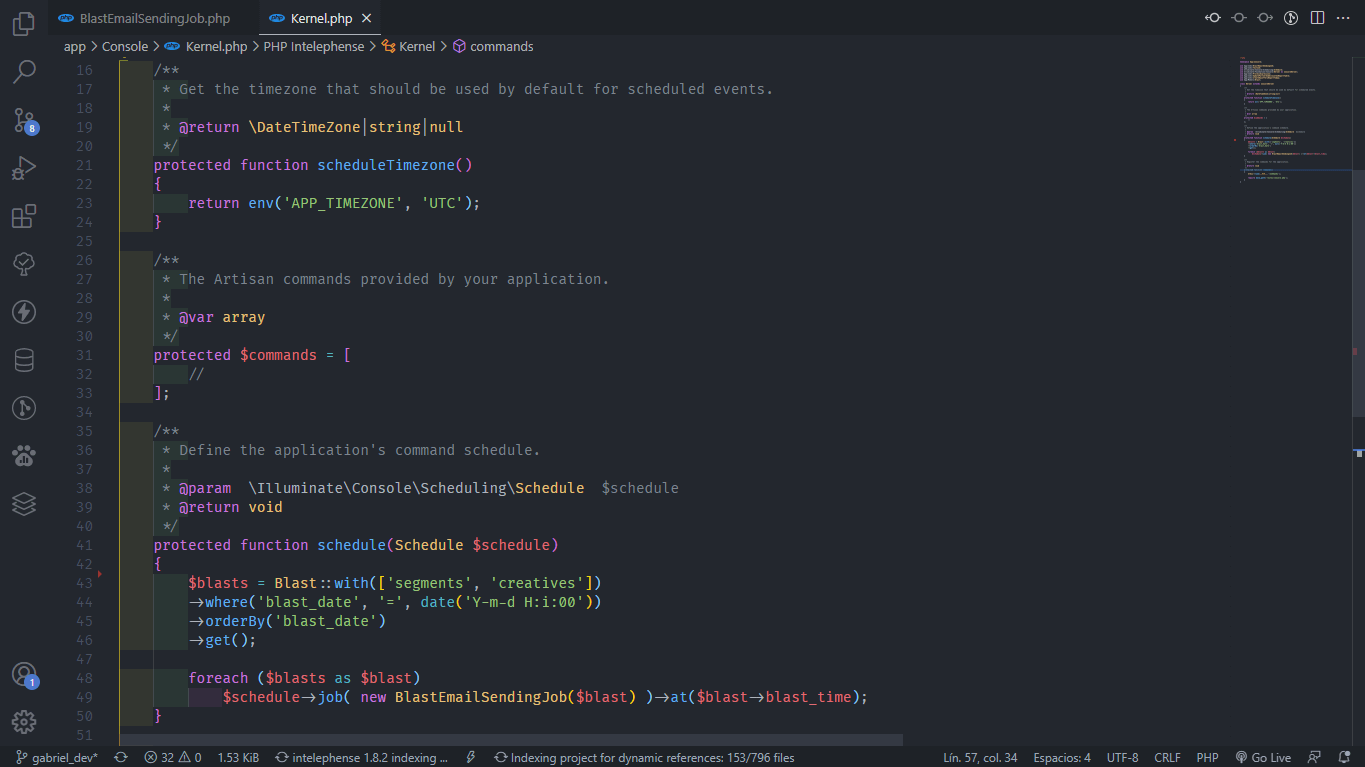 BlastEmailSendingJob.php
Kernel.php
app > Console > Kernel.php > PHP Intelephense > Kernel > commands
16 /**
17 * Get the timezone that should be used by default for scheduled events.
18 *
19 * @return \DateTimeZone|string|null
20 */
21 protected function scheduleTimezone()
22 {
23 return env('APP_TIMEZONE', 'UTC');
24 }
25
26 /**
27 * The Artisan commands provided by your application.
28 *
29 * @var array
30 */
31 protected $commands = [
32 //
33 ];
34
35 /**
36 * Define the application's command schedule.
37 *
38 * @param  \Illuminate\Console\Scheduling\Schedule  $schedule
39 * @return void
40 */
41 protected function schedule(Schedule $schedule)
42 {
43 $blasts = Blast::with(['segments', 'creatives'])
44 ->where('blast_date', '=', date('Y-m-d H:i:00'))
45 ->orderBy('blast_date')
46 ->get();
47
48 foreach ($blasts as $blast)
49 $schedule->job( new BlastEmailSendingJob($blast) )->at($blast->blast_time);
50 }
51
8
1
gabriel_dev* 32 0 1.53 KiB intelephense 1.8.2 indexing ... Indexing project for dynamic references: 153/796 files Lín. 57, col. 34 Espacios: 4 UTF-8 CRLF PHP Go Live